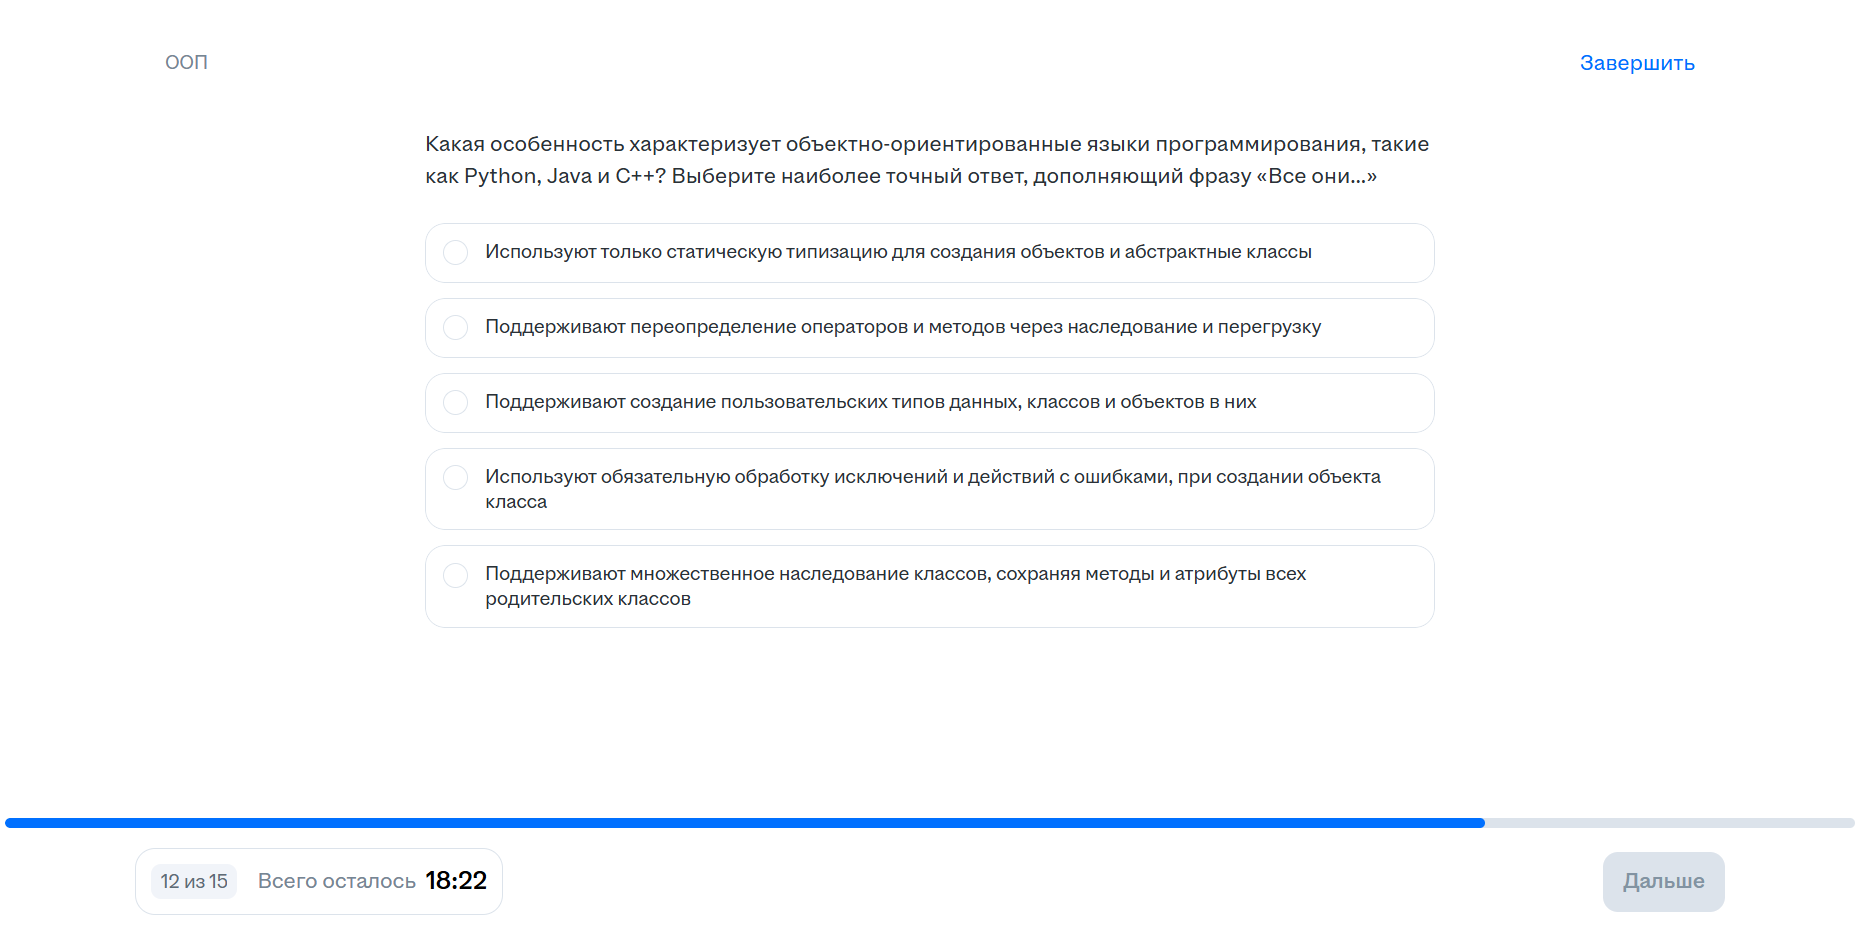 ООП
Завершить
Какая особенность характеризует объектно-ориентированные языки программирования, такие
как Python, Java и C++? Выберите наиболее точный ответ, дополняющий фразу «Все они...»
Используют только статическую типизацию для создания объектов и абстрактные классы
Поддерживают переопределение операторов и методов через наследование и перегрузку
Поддерживают создание пользовательских типов данных, классов и объектов в них
Используют обязательную обработку исключений и действий с ошибками, при создании объекта
класса
Поддерживают множественное наследование классов, сохраняя методы и атрибуты всех
родительских классов
12 из 15
Всего осталось 18:22
Дальше